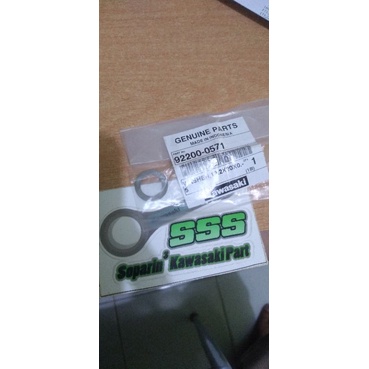 GENUINE PARTS
MADE IN INDONESIA
92200-0571
1
Kawasaki
SSS
Soparin's Kawasaki Part